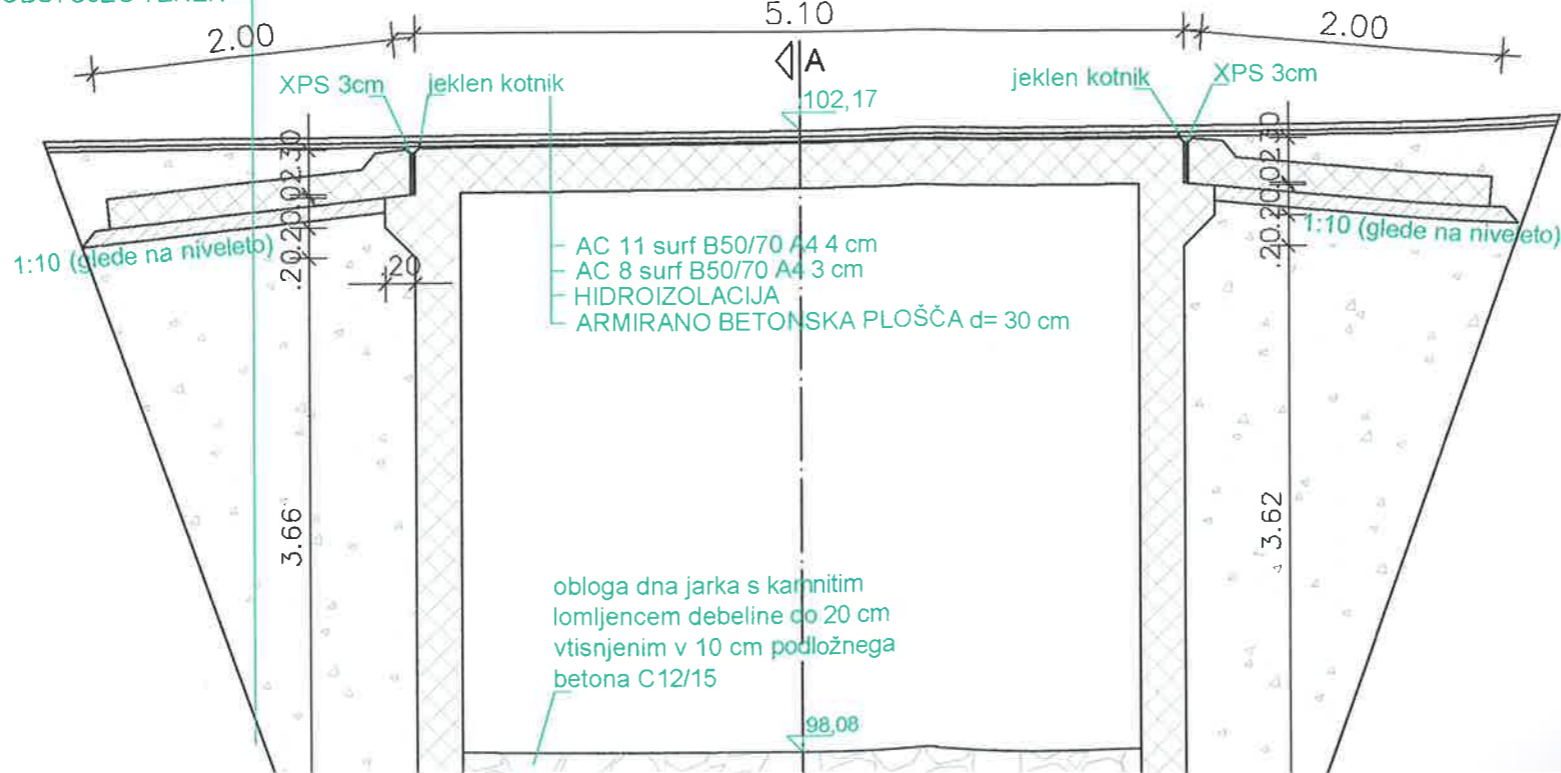 2.00
5.10
2.00
A
XPS 3cm
jeklen kotnik
102,17
jeklen kotnik
XPS 3cm
.30
.02
.20
.20
.30
.02
.20
.20
1:10 (glede na niveleto)
1:10 (glede na niveleto)
.20
AC 11 surf B50/70 A4 4 cm
AC 8 surf B50/70 A4 3 cm
HIDROIZOLACIJA
ARMIRANO BETONSKA PLOŠČA d= 30 cm
3.66
3.62
obloga dna jarka s kamnitim
lomljencem debeline do 20 cm
vtisnjenim v 10 cm podložnega
betona C12/15
98,08